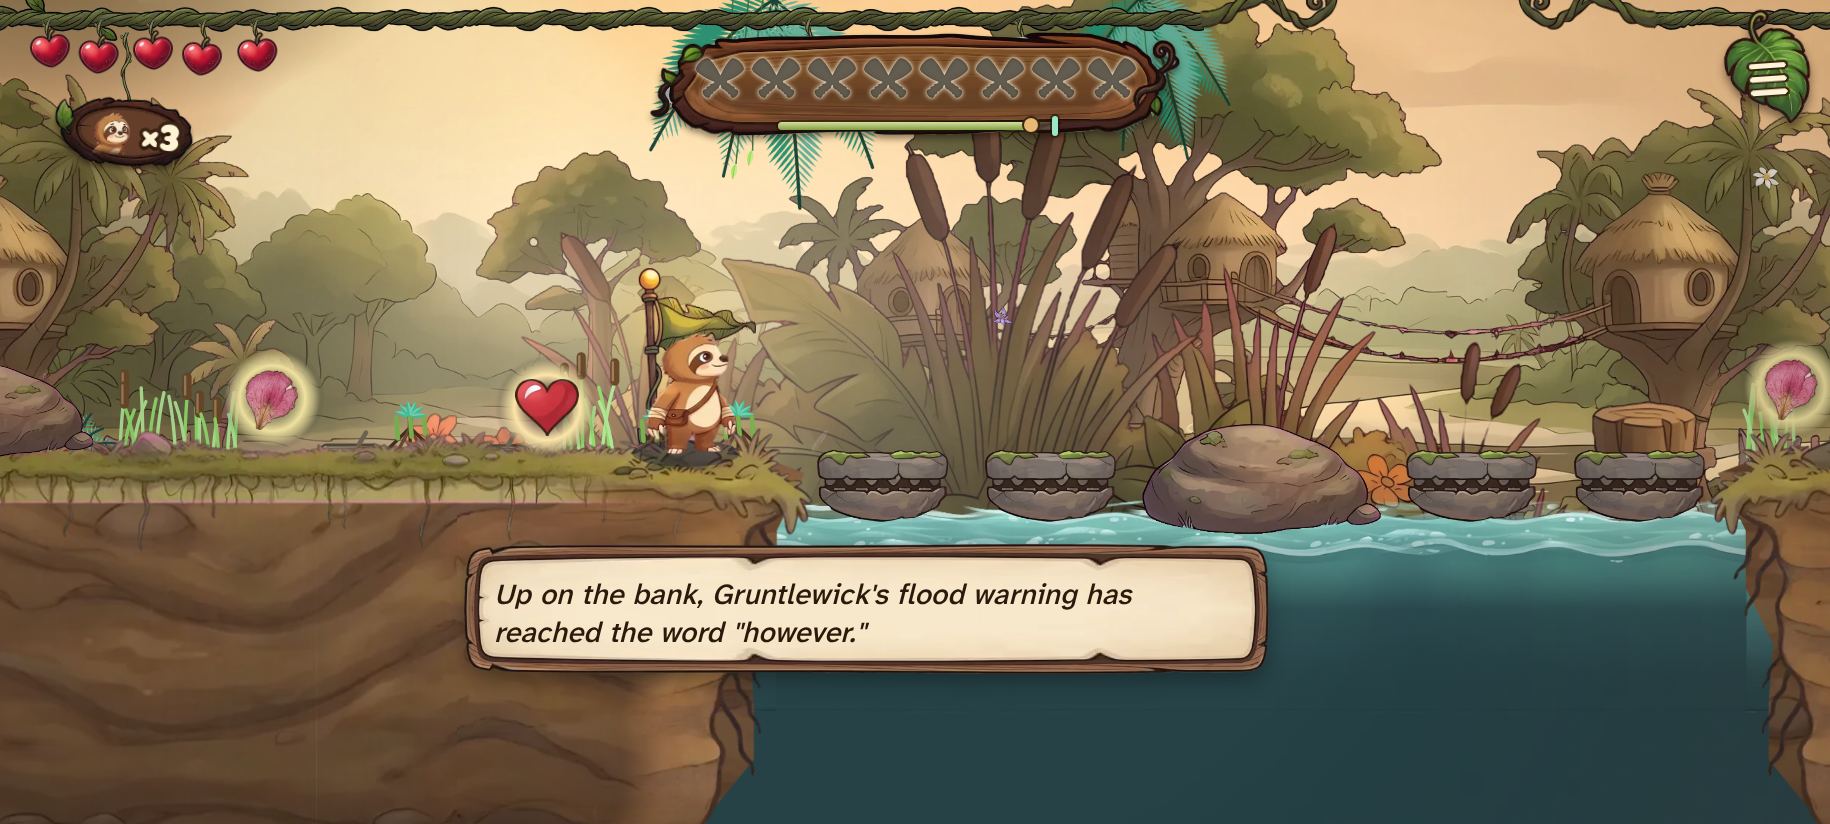 ×3
Up on the bank, Gruntlewick's flood warning has
reached the word "however."